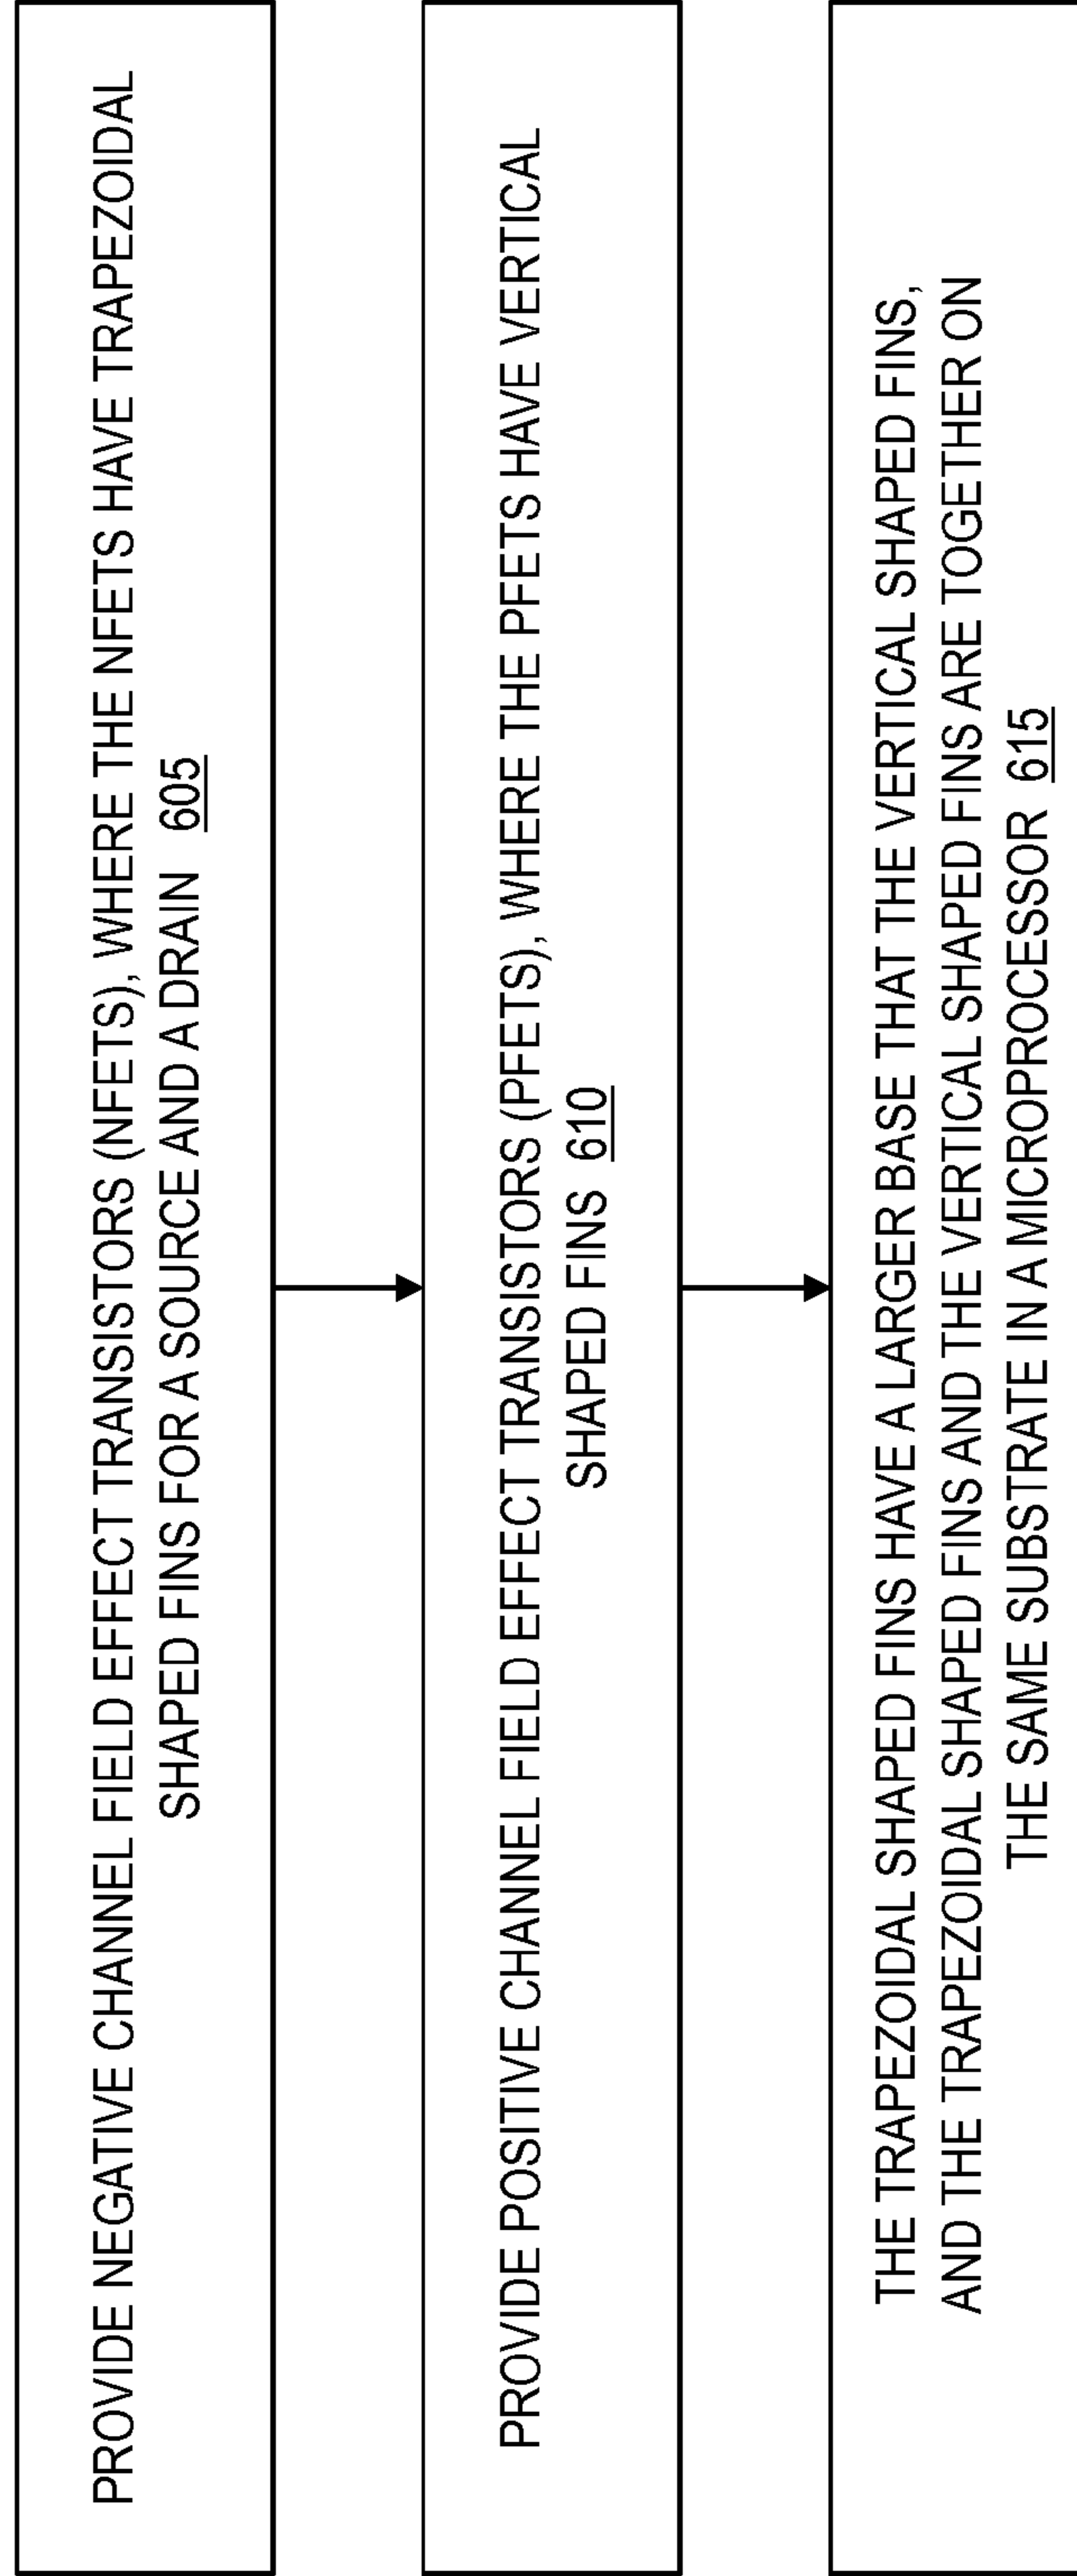 PROVIDE NEGATIVE CHANNEL FIELD EFFECT TRANSISTORS (NFETS), WHERE THE NFETS HAVE TRAPEZOIDAL
SHAPED FINS FOR A SOURCE AND A DRAIN 605
PROVIDE POSITIVE CHANNEL FIELD EFFECT TRANSISTORS (PFETS), WHERE THE PFETS HAVE VERTICAL
SHAPED FINS 610
THE TRAPEZOIDAL SHAPED FINS HAVE A LARGER BASE THAT THE VERTICAL SHAPED FINS,
AND THE TRAPEZOIDAL SHAPED FINS AND THE VERTICAL SHAPED FINS ARE TOGETHER ON
THE SAME SUBSTRATE IN A MICROPROCESSOR 615